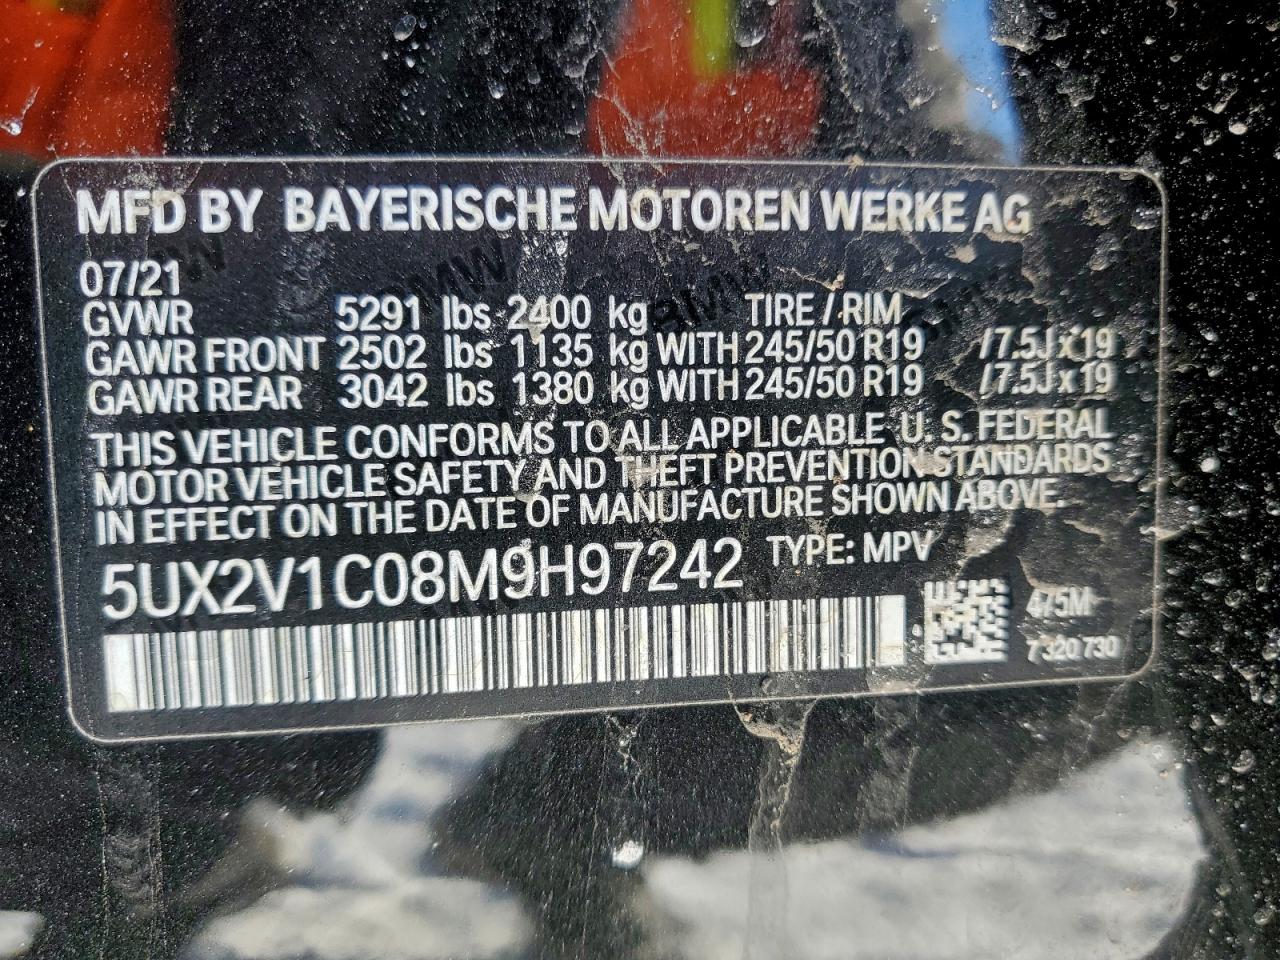 MFD BY BAYERISCHE MOTOREN WERKE AG
07/21
GVWR 5291 lbs 2400 kg TIRE / RIM
GAWR FRONT 2502 lbs 1135 kg WITH 245/50 R19 /7.5J x 19
GAWR REAR 3042 lbs 1380 kg WITH 245/50 R19 /7.5J x 19
THIS VEHICLE CONFORMS TO ALL APPLICABLE U. S. FEDERAL
MOTOR VEHICLE SAFETY AND THEFT PREVENTION STANDARDS
IN EFFECT ON THE DATE OF MANUFACTURE SHOWN ABOVE.
5UX2V1C08M9H97242 TYPE: MPV
475M
7320730